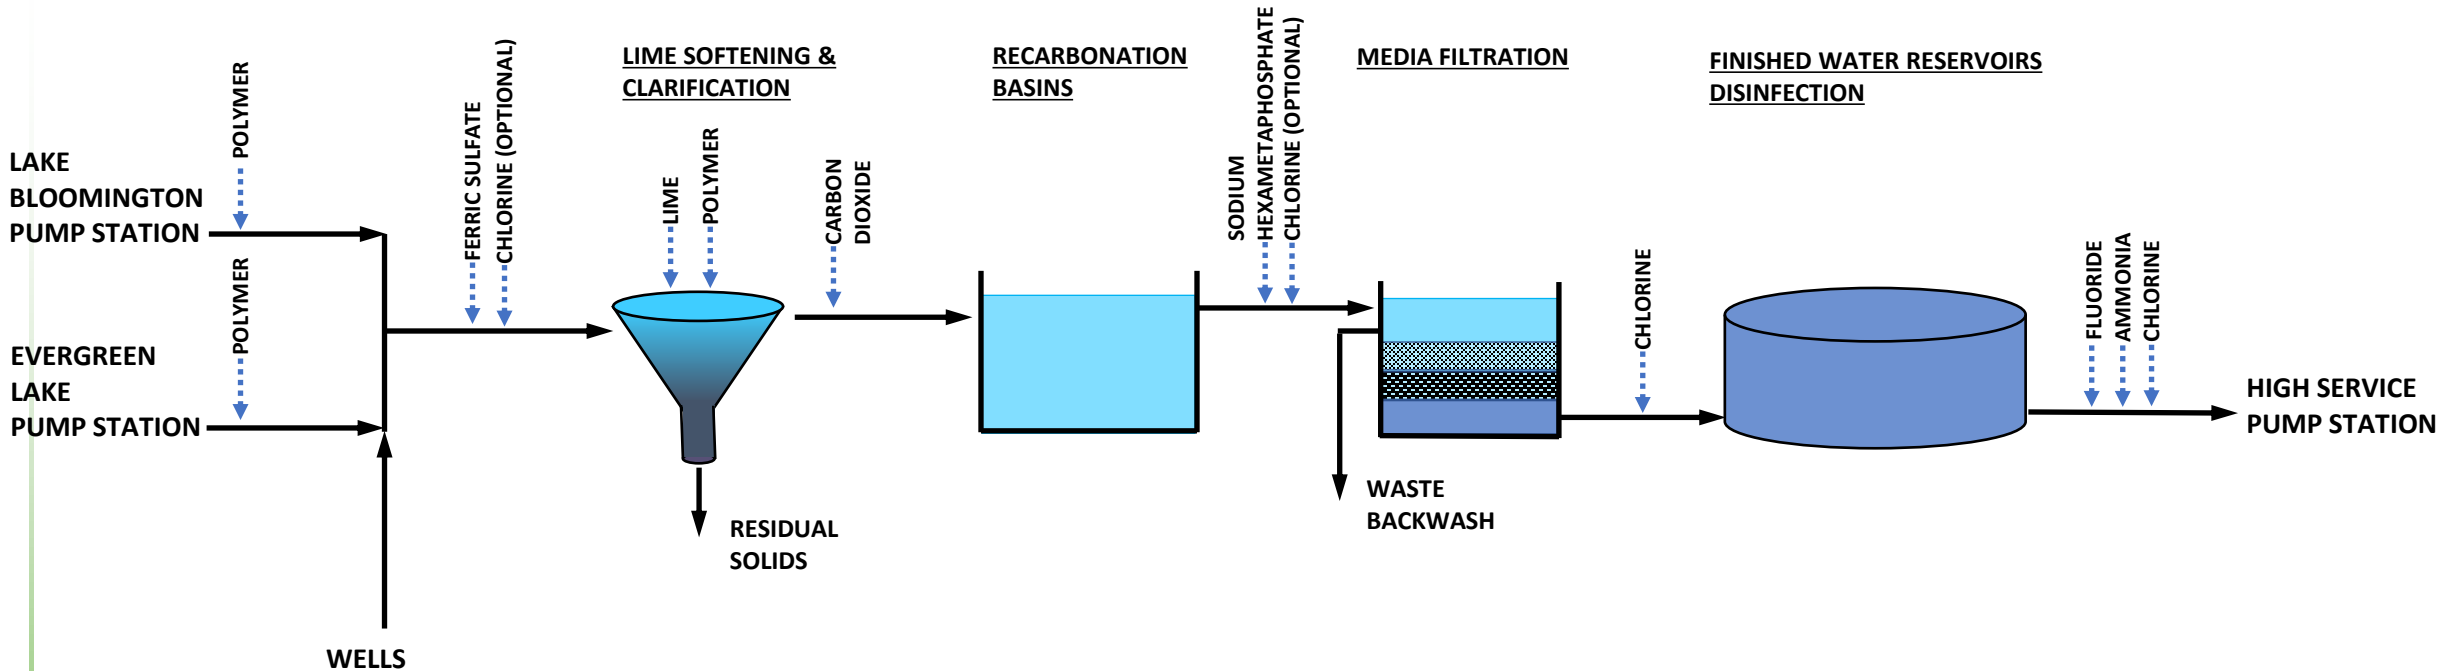 LAKE
BLOOMINGTON
PUMP STATION
POLYMER
EVERGREEN
LAKE
PUMP STATION
POLYMER
WELLS
FERRIC SULFATE
CHLORINE (OPTIONAL)
LIME SOFTENING &
CLARIFICATION
LIME
POLYMER
RESIDUAL
SOLIDS
CARBON
DIOXIDE
RECARBONATION
BASINS
SODIUM
HEXAMETAPHOSPHATE
CHLORINE (OPTIONAL)
MEDIA FILTRATION
WASTE
BACKWASH
CHLORINE
FINISHED WATER RESERVOIRS
DISINFECTION
FLUORIDE
AMMONIA
CHLORINE
HIGH SERVICE
PUMP STATION